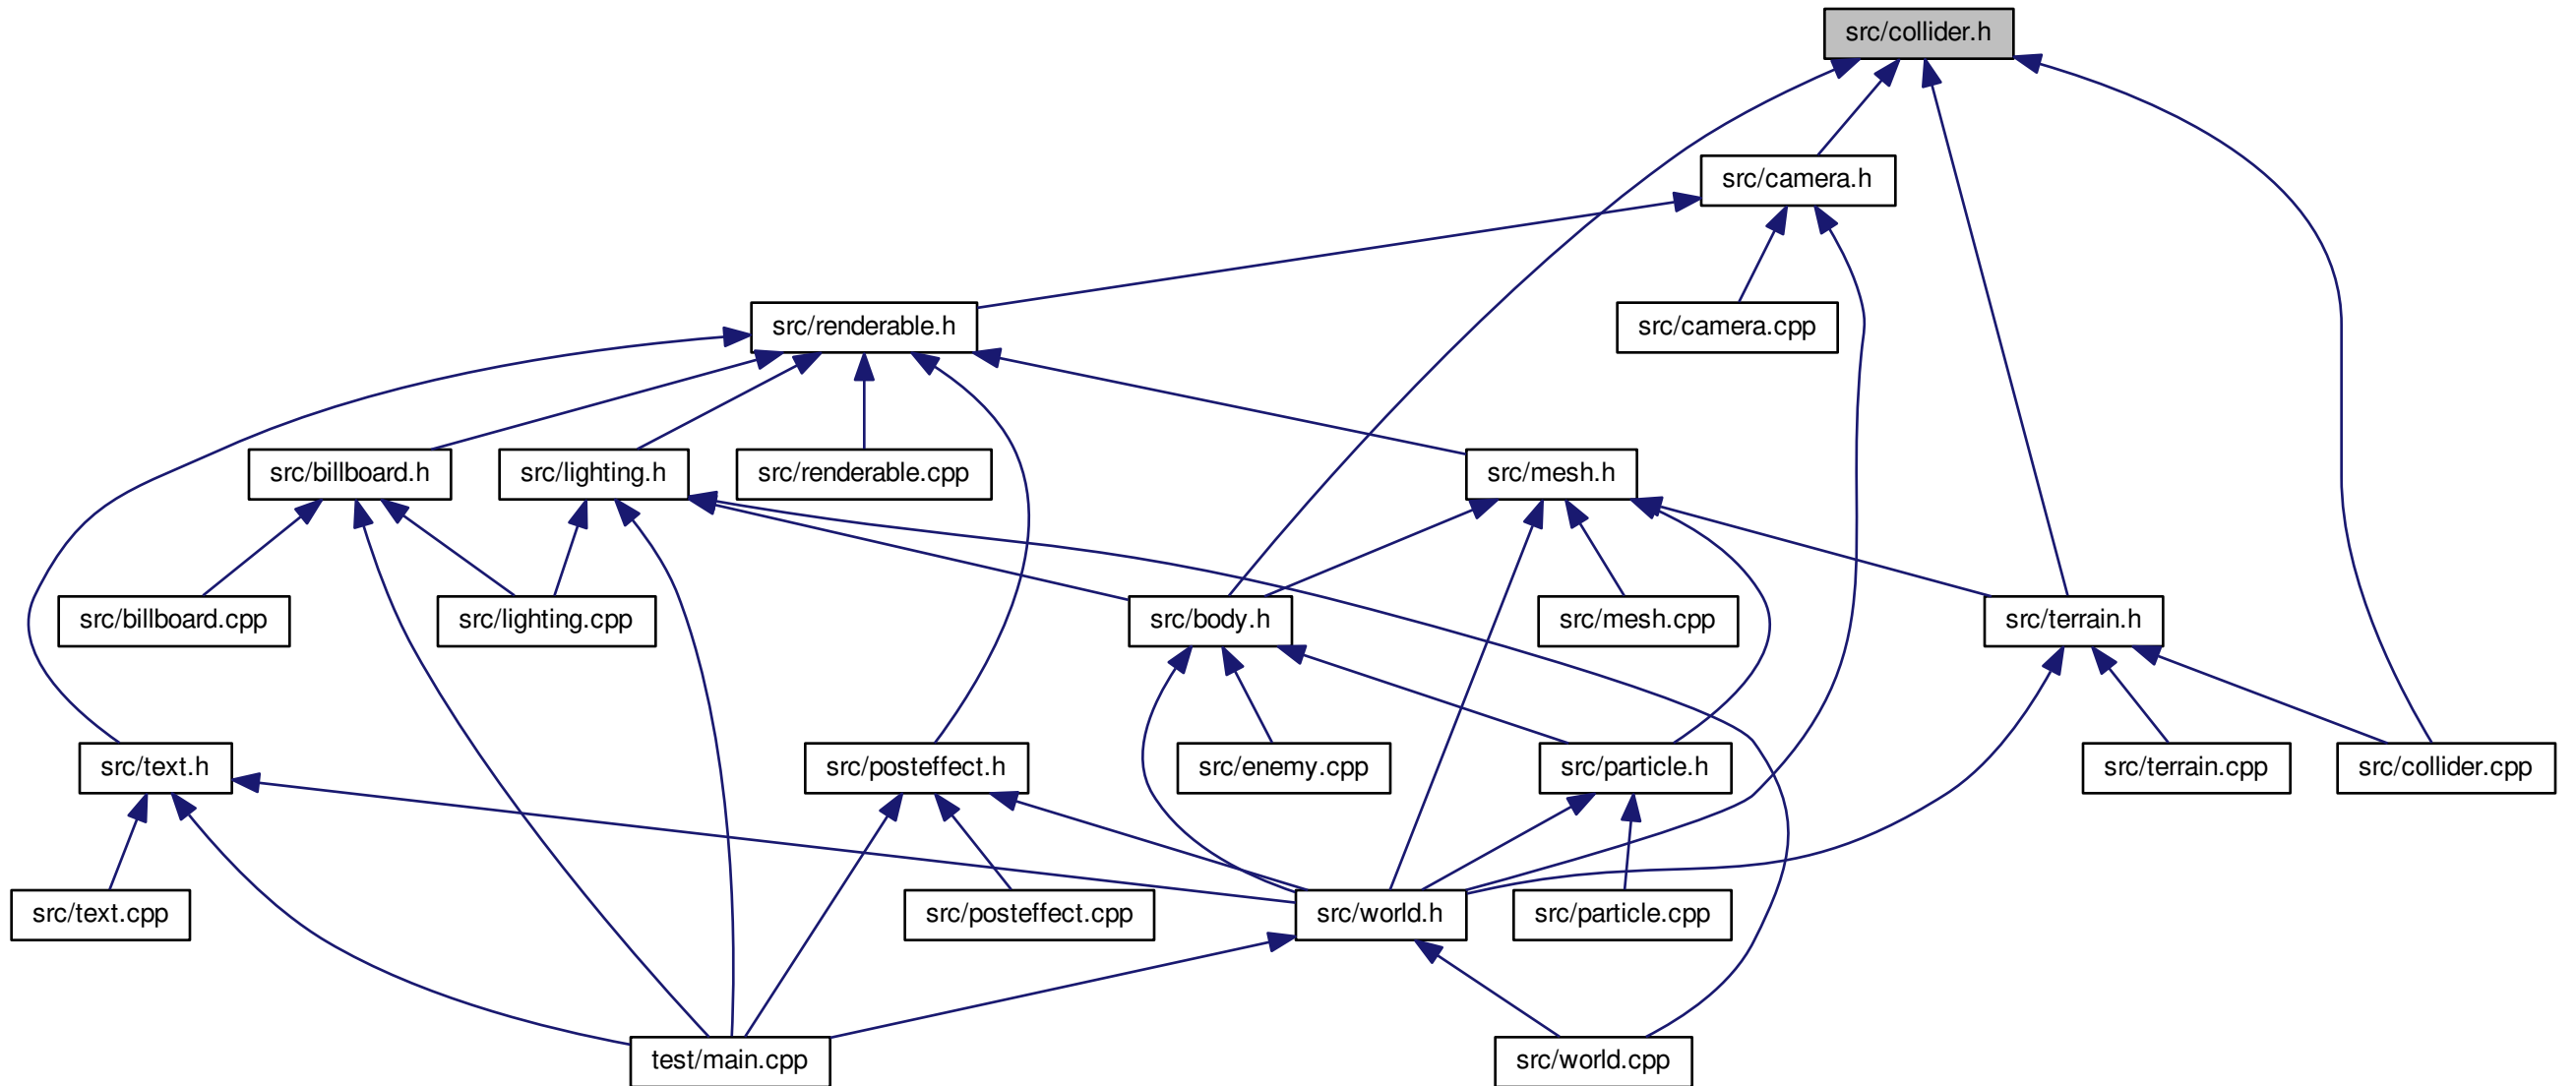 src/collider.h
src/camera.h
src/renderable.h
src/camera.cpp
src/billboard.h
src/lighting.h
src/renderable.cpp
src/mesh.h
src/billboard.cpp
src/lighting.cpp
src/body.h
src/mesh.cpp
src/terrain.h
src/text.h
src/posteffect.h
src/enemy.cpp
src/particle.h
src/terrain.cpp
src/collider.cpp
src/text.cpp
src/posteffect.cpp
src/world.h
src/particle.cpp
test/main.cpp
src/world.cpp